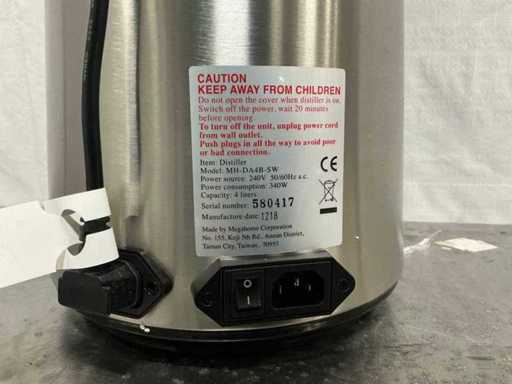 CAUTION
KEEP AWAY FROM CHILDREN
Do not open the cover when distiller is on.
Switch off the power, wait 20 minutes
before opening.
To turn off the unit, unplug power cord
from wall outlet.
Push plugs in all the way to avoid poor
or bad connection.
Item: Distiller
Model: MH-DA4B-SW
Power source: 240V 50/60Hz a.c.
Power consumption: 340W
Capacity: 4 liters
Serial number: 580417
Manufacture date: 1218
Made by Megahome Corporation
No. 155, Koji 5th Rd., Annan District,
Tainan City, Taiwan, 70955
CE